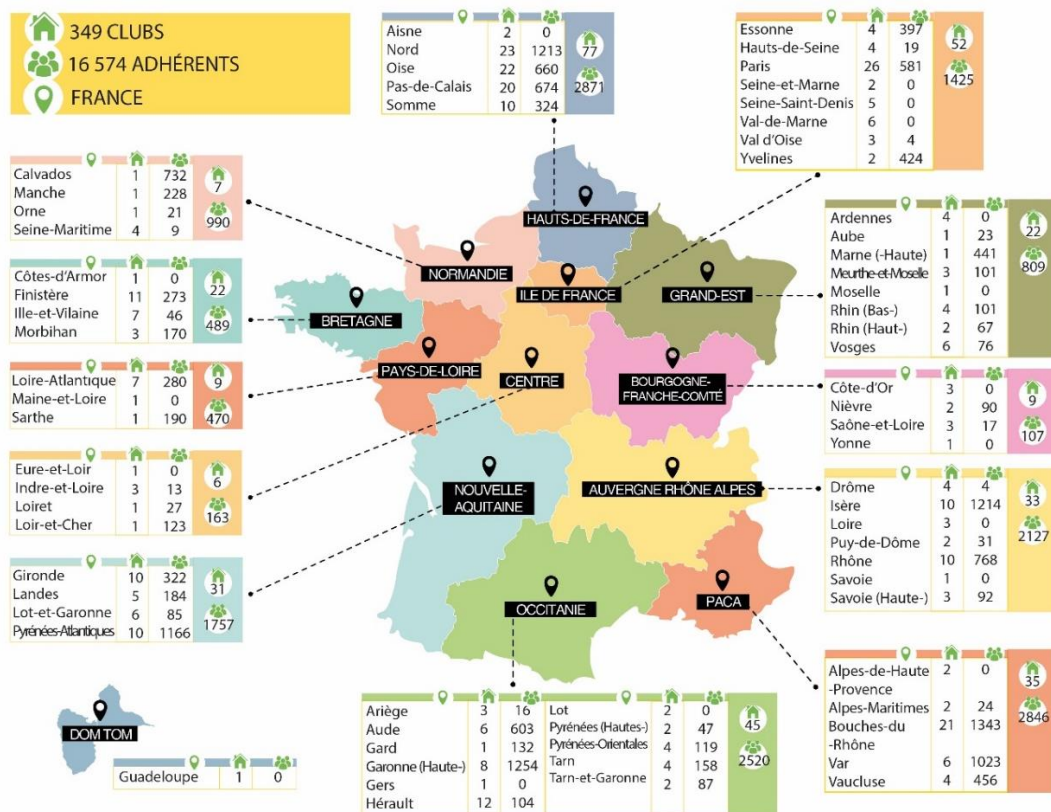 349 CLUBS
16 574 ADHÉRENTS
FRANCE
Aisne 2 0
Nord 23 1213
Oise 22 660
Pas-de-Calais 20 674
Somme 10 324
77
2871
Essonne 4 397
Hauts-de-Seine 4 19
Paris 26 581
Seine-et-Marne 2 0
Seine-Saint-Denis 5 0
Val-de-Marne 6 0
Val d'Oise 3 4
Yvelines 2 424
52
1425
Calvados 1 732
Manche 1 228
Orne 1 21
Seine-Maritime 4 9
7
990
Côtes-d'Armor 1 0
Finistère 11 273
Ille-et-Vilaine 7 46
Morbihan 3 170
22
489
Loire-Atlantique 7 280
Maine-et-Loire 1 0
Sarthe 1 190
9
470
Eure-et-Loir 1 0
Indre-et-Loire 3 13
Loiret 1 27
Loir-et-Cher 1 123
6
163
Gironde 10 322
Landes 5 184
Lot-et-Garonne 6 85
Pyrénées-Atlantiques 10 1166
31
1757
HAUTS-DE-FRANCE
NORMANDIE
ILE DE FRANCE
GRAND-EST
BRETAGNE
PAYS-DE-LOIRE
CENTRE
BOURGOGNE-
FRANCHE-COMTÉ
NOUVELLE-
AQUITAINE
AUVERGNE RHÔNE ALPES
OCCITANIE
PACA
Ardennes 4 0
Aube 1 23
Marne (-Haute) 1 441
Meurthe-et-Moselle 3 101
Moselle 1 0
Rhin (Bas-) 4 101
Rhin (Haut-) 2 67
Vosges 6 76
22
809
Côte-d'Or 3 0
Nièvre 2 90
Saône-et-Loire 3 17
Yonne 1 0
9
107
Drôme 4 4
Isère 10 1214
Loire 3 0
Puy-de-Dôme 2 31
Rhône 10 768
Savoie 1 0
Savoie (Haute-) 3 92
33
2127
Alpes-de-Haute 2 0
-Provence
Alpes-Maritimes 2 24
Bouches-du 21 1343
-Rhône
Var 6 1023
Vaucluse 4 456
35
2846
DOM TOM
Guadeloupe 1 0
Ariège 3 16
Aude 6 603
Gard 1 132
Garonne (Haute-) 8 1254
Gers 1 0
Hérault 12 104
Lot 2 0
Pyrénées (Hautes-) 2 47
Pyrénées-Orientales 4 119
Tarn 4 158
Tarn-et-Garonne 2 87
45
2520